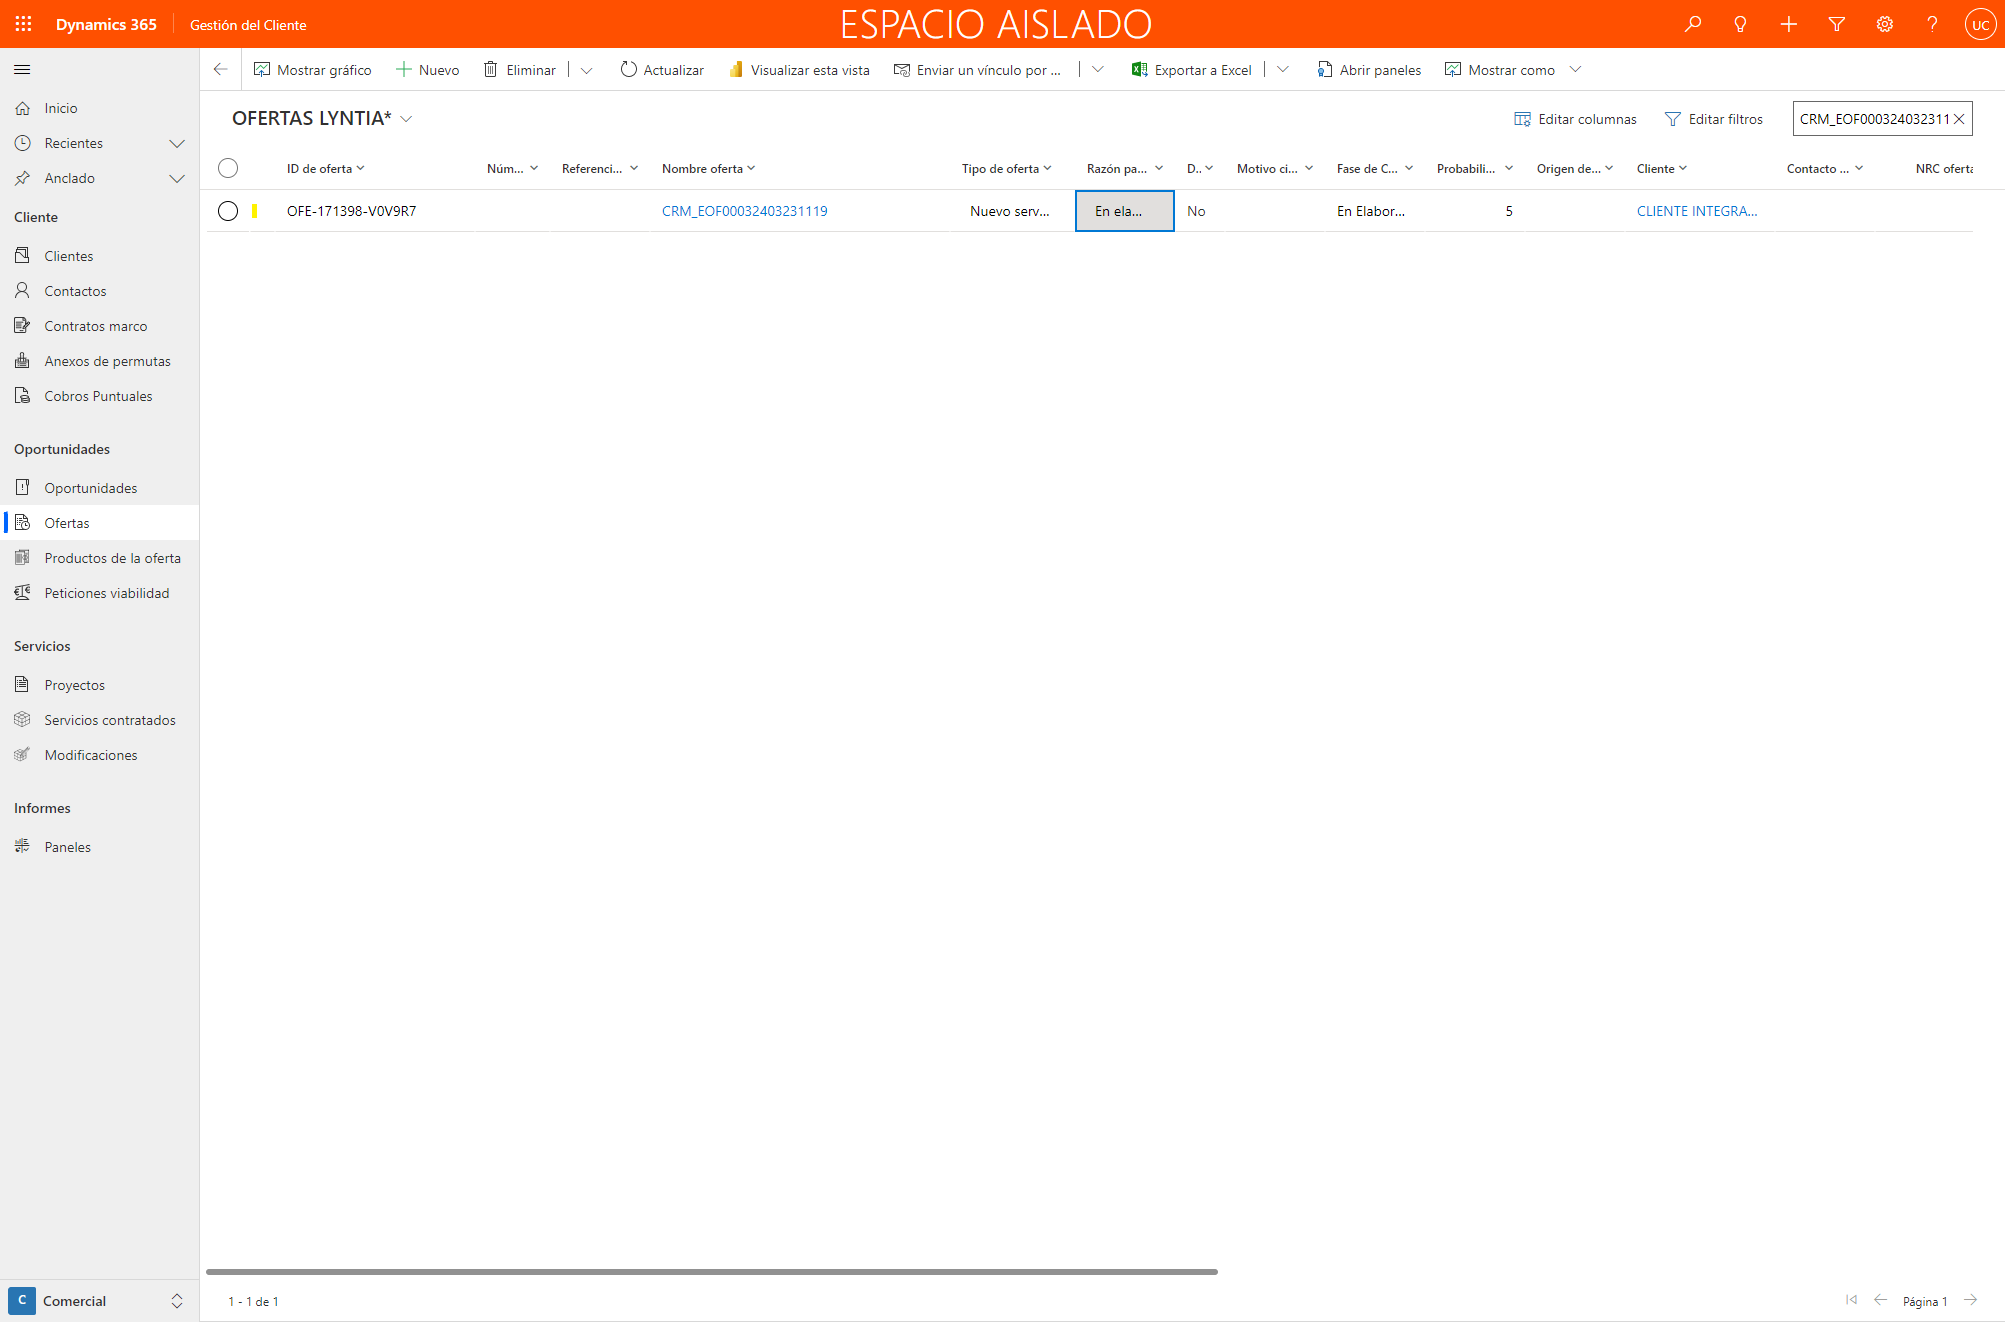 Dynamics 365
Gestión del Cliente
ESPACIO AISLADO
UC
Mostrar gráfico
Nuevo
Eliminar
Actualizar
Visualizar esta vista
Enviar un vínculo por ...
Exportar a Excel
Abrir paneles
Mostrar como
Inicio
Recientes
Anclado
Cliente
Clientes
Contactos
Contratos marco
Anexos de permutas
Cobros Puntuales
Oportunidades
Oportunidades
Ofertas
Productos de la oferta
Peticiones viabilidad
Servicios
Proyectos
Servicios contratados
Modificaciones
Informes
Paneles
C Comercial
OFERTAS LYNTIA*
Editar columnas
Editar filtros
CRM_EOF000324032311
ID de oferta Núm... Referenci... Nombre oferta Tipo de oferta Razón pa... D.. Motivo ci... Fase de C... Probabili... Origen de... Cliente Contacto ... NRC oferta
OFE-171398-V0V9R7 CRM_EOF00032403231119 Nuevo serv... En ela... No En Elabor... 5 CLIENTE INTEGRA...
1 - 1 de 1
Página 1